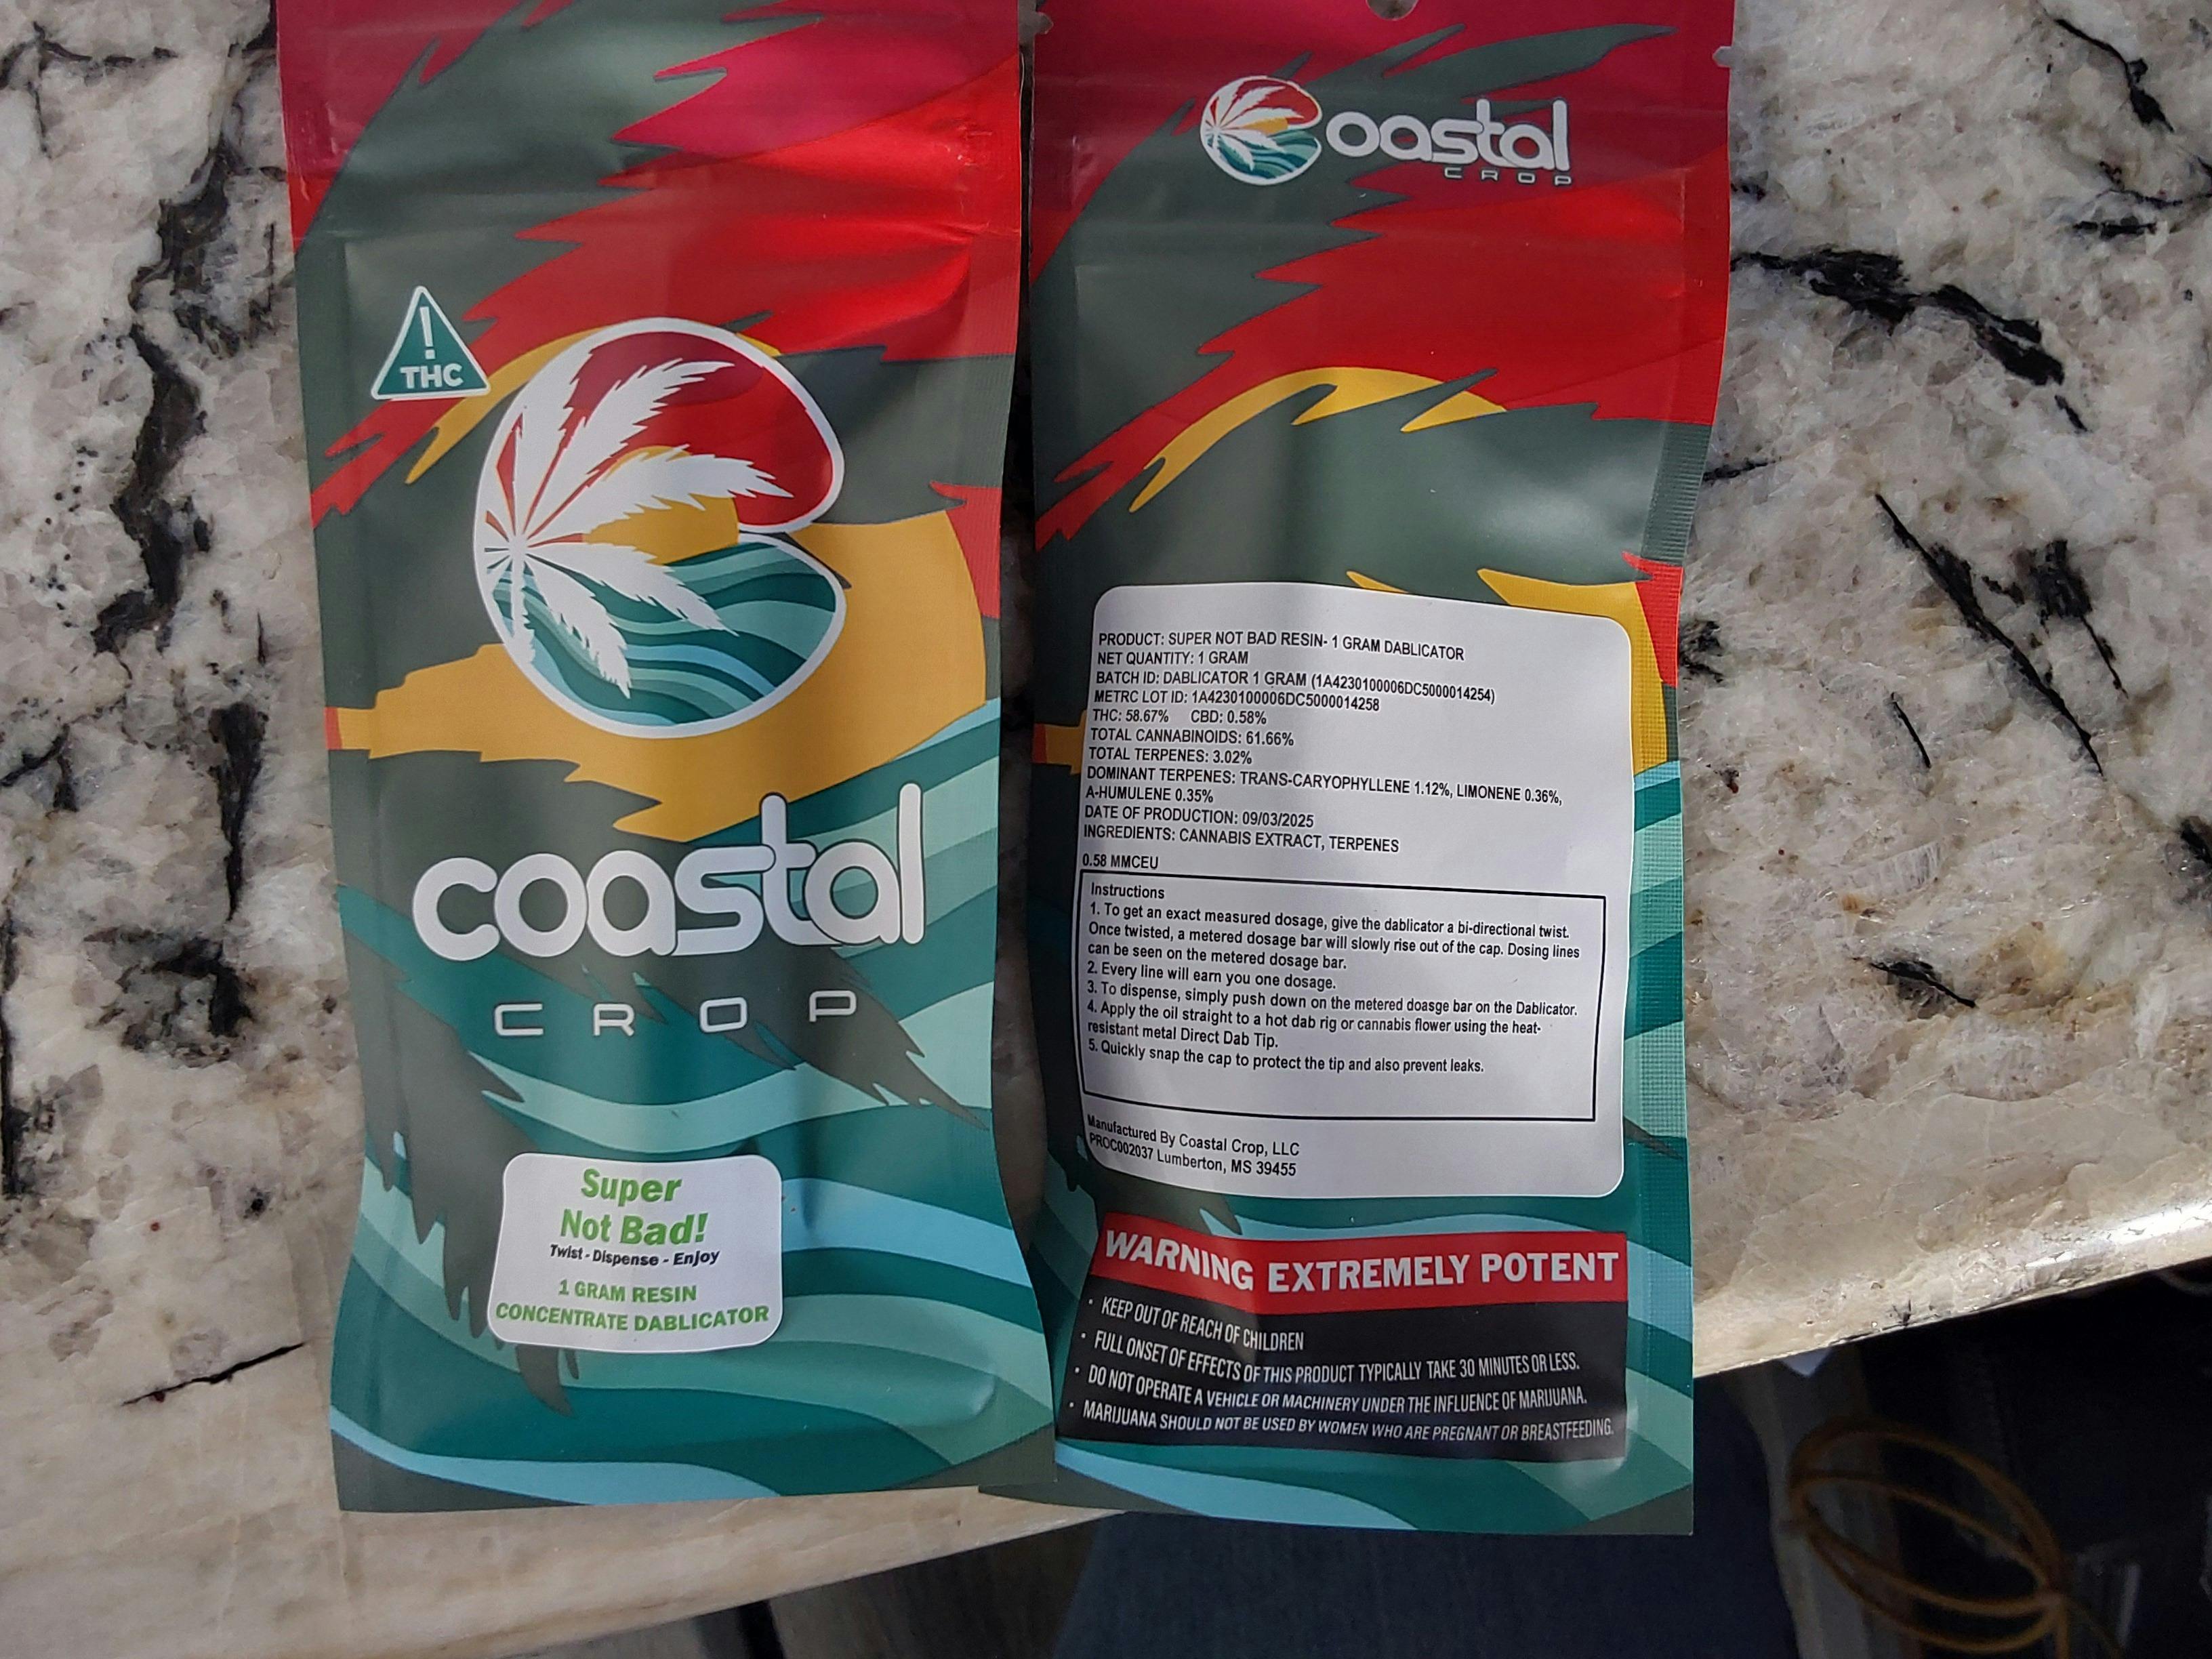 !
THC
coastal
CROP
Super
Not Bad!
Twist - Dispense - Enjoy
1 GRAM RESIN
CONCENTRATE DABLICATOR
Coastal
CROP
PRODUCT: SUPER NOT BAD RESIN- 1 GRAM DABLICATOR
NET QUANTITY: 1 GRAM
BATCH ID: DABLICATOR 1 GRAM (1A4230100006DC5000014254)
METRC LOT ID: 1A4230100006DC5000014258
THC: 58.67% CBD: 0.58%
TOTAL CANNABINOIDS: 61.66%
TOTAL TERPENES: 3.02%
DOMINANT TERPENES: TRANS-CARYOPHYLLENE 1.12%, LIMONENE 0.36%,
A-HUMULENE 0.35%
DATE OF PRODUCTION: 09/03/2025
INGREDIENTS: CANNABIS EXTRACT, TERPENES
0.58 MMCEU
Instructions
1. To get an exact measured dosage, give the dablicator a bi-directional twist.
Once twisted, a metered dosage bar will slowly rise out of the cap. Dosing lines
can be seen on the metered dosage bar.
2. Every line will earn you one dosage.
3. To dispense, simply push down on the metered doasge bar on the Dablicator.
4. Apply the oil straight to a hot dab rig or cannabis flower using the heat-
resistant metal Direct Dab Tip.
5. Quickly snap the cap to protect the tip and also prevent leaks.
Manufactured By Coastal Crop, LLC
PROC002037 Lumberton, MS 39455
WARNING EXTREMELY POTENT
• KEEP OUT OF REACH OF CHILDREN
• FULL ONSET OF EFFECTS OF THIS PRODUCT TYPICALLY TAKE 30 MINUTES OR LESS.
• DO NOT OPERATE A VEHICLE OR MACHINERY UNDER THE INFLUENCE OF MARIJUANA.
• MARIJUANA SHOULD NOT BE USED BY WOMEN WHO ARE PREGNANT OR BREASTFEEDING.